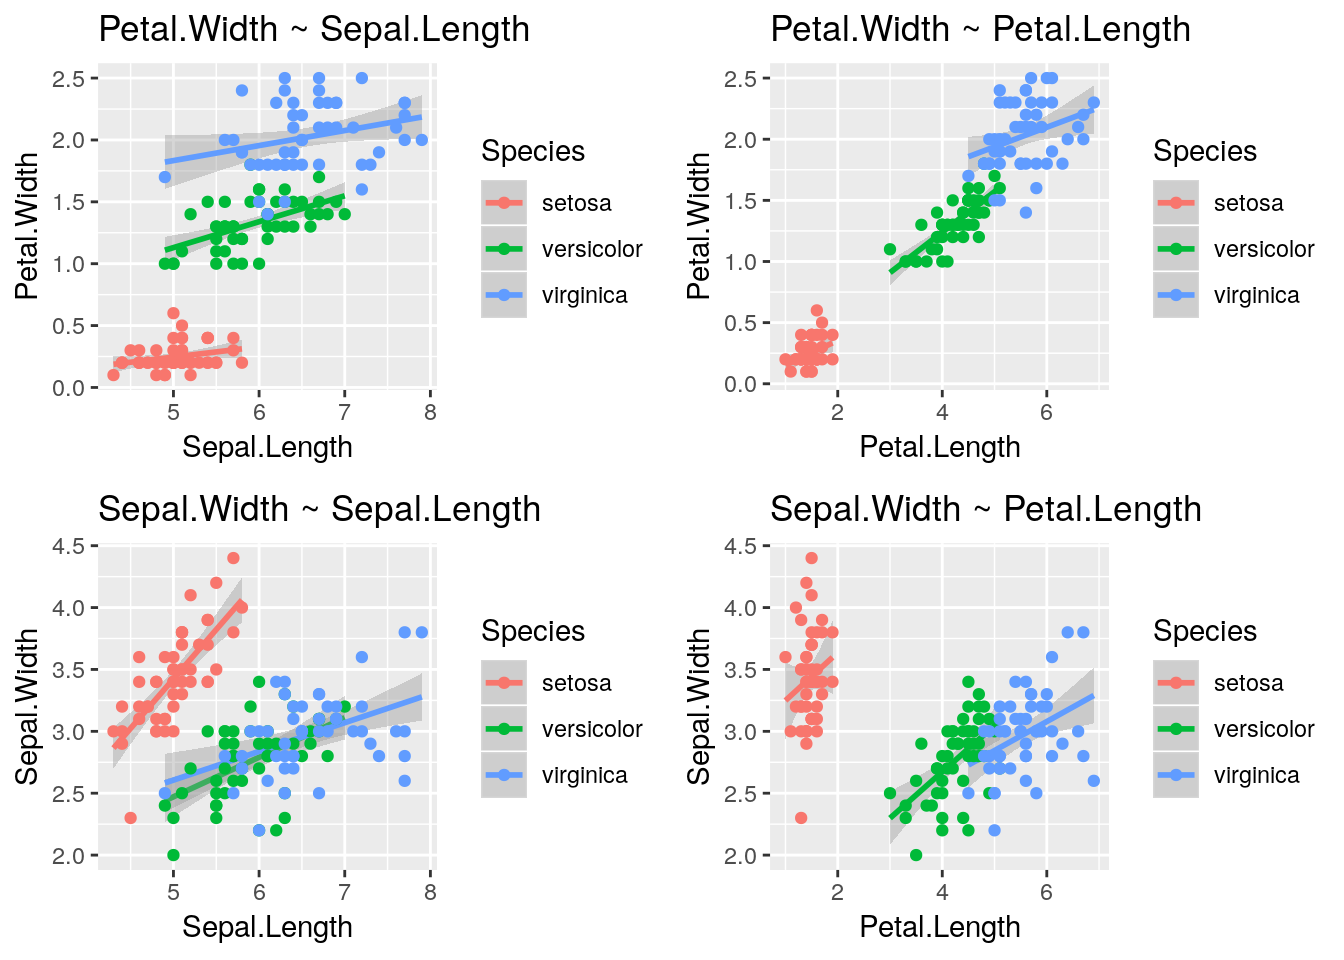 Petal.Width ~ Sepal.Length
Petal.Width
2.5
2.0
1.5
1.0
0.5
0.0
5 6 7 8
Sepal.Length
Species
setosa
versicolor
virginica
Petal.Width ~ Petal.Length
Petal.Width
2.5
2.0
1.5
1.0
0.5
0.0
2 4 6
Petal.Length
Species
setosa
versicolor
virginica
Sepal.Width ~ Sepal.Length
Sepal.Width
4.5
4.0
3.5
3.0
2.5
2.0
5 6 7 8
Sepal.Length
Species
setosa
versicolor
virginica
Sepal.Width ~ Petal.Length
Sepal.Width
4.5
4.0
3.5
3.0
2.5
2.0
2 4 6
Petal.Length
Species
setosa
versicolor
virginica